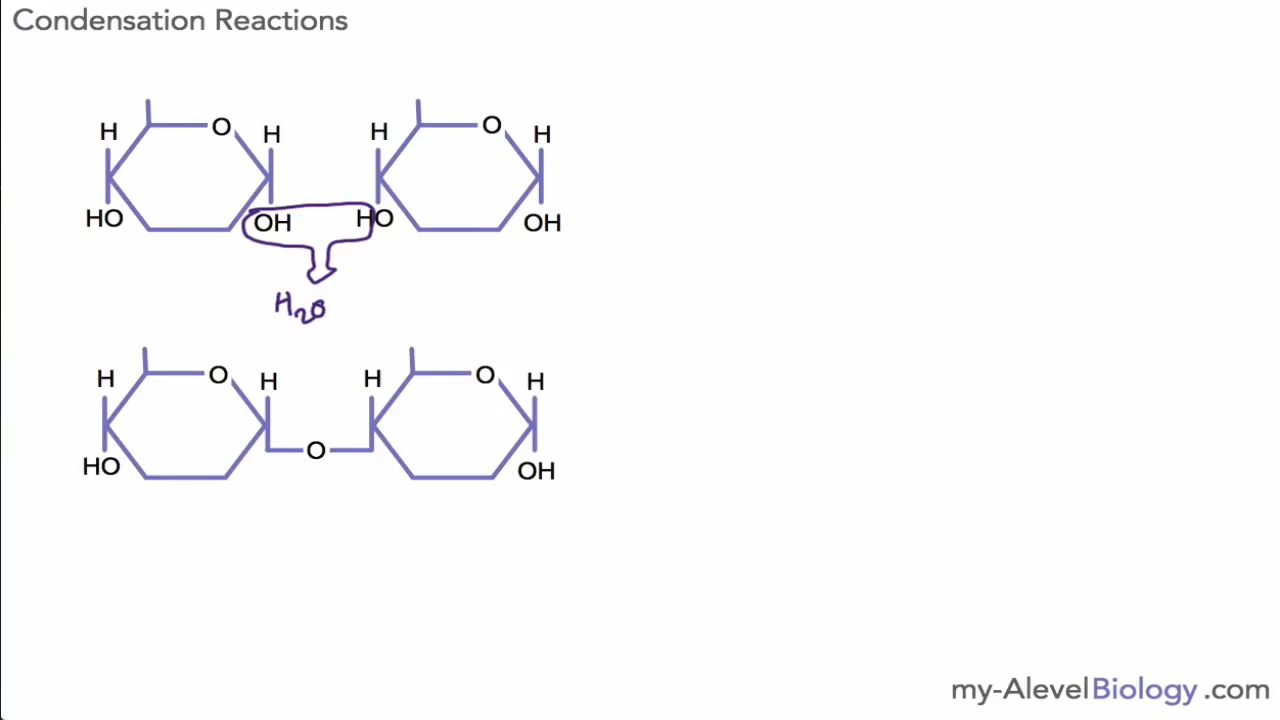 Condensation Reactions
H O H H O H
HO OH HO OH
H₂O
H O H H O H
O
HO OH
my-AlevelBiology.com